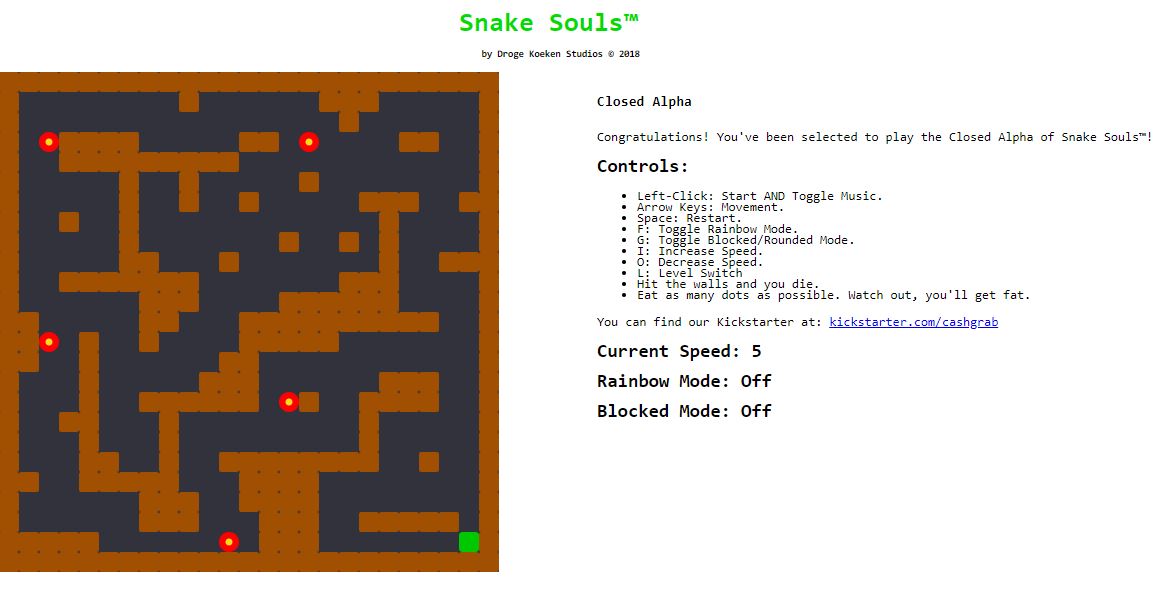 Snake Souls™
by Droge Koeken Studios © 2018
Closed Alpha
Congratulations! You've been selected to play the Closed Alpha of Snake Souls™!
Controls:
Left-Click: Start AND Toggle Music.
Arrow Keys: Movement.
Space: Restart.
F: Toggle Rainbow Mode.
G: Toggle Blocked/Rounded Mode.
I: Increase Speed.
O: Decrease Speed.
L: Level Switch
Hit the walls and you die.
Eat as many dots as possible. Watch out, you'll get fat.
You can find our Kickstarter at: kickstarter.com/cashgrab
Current Speed: 5
Rainbow Mode: Off
Blocked Mode: Off